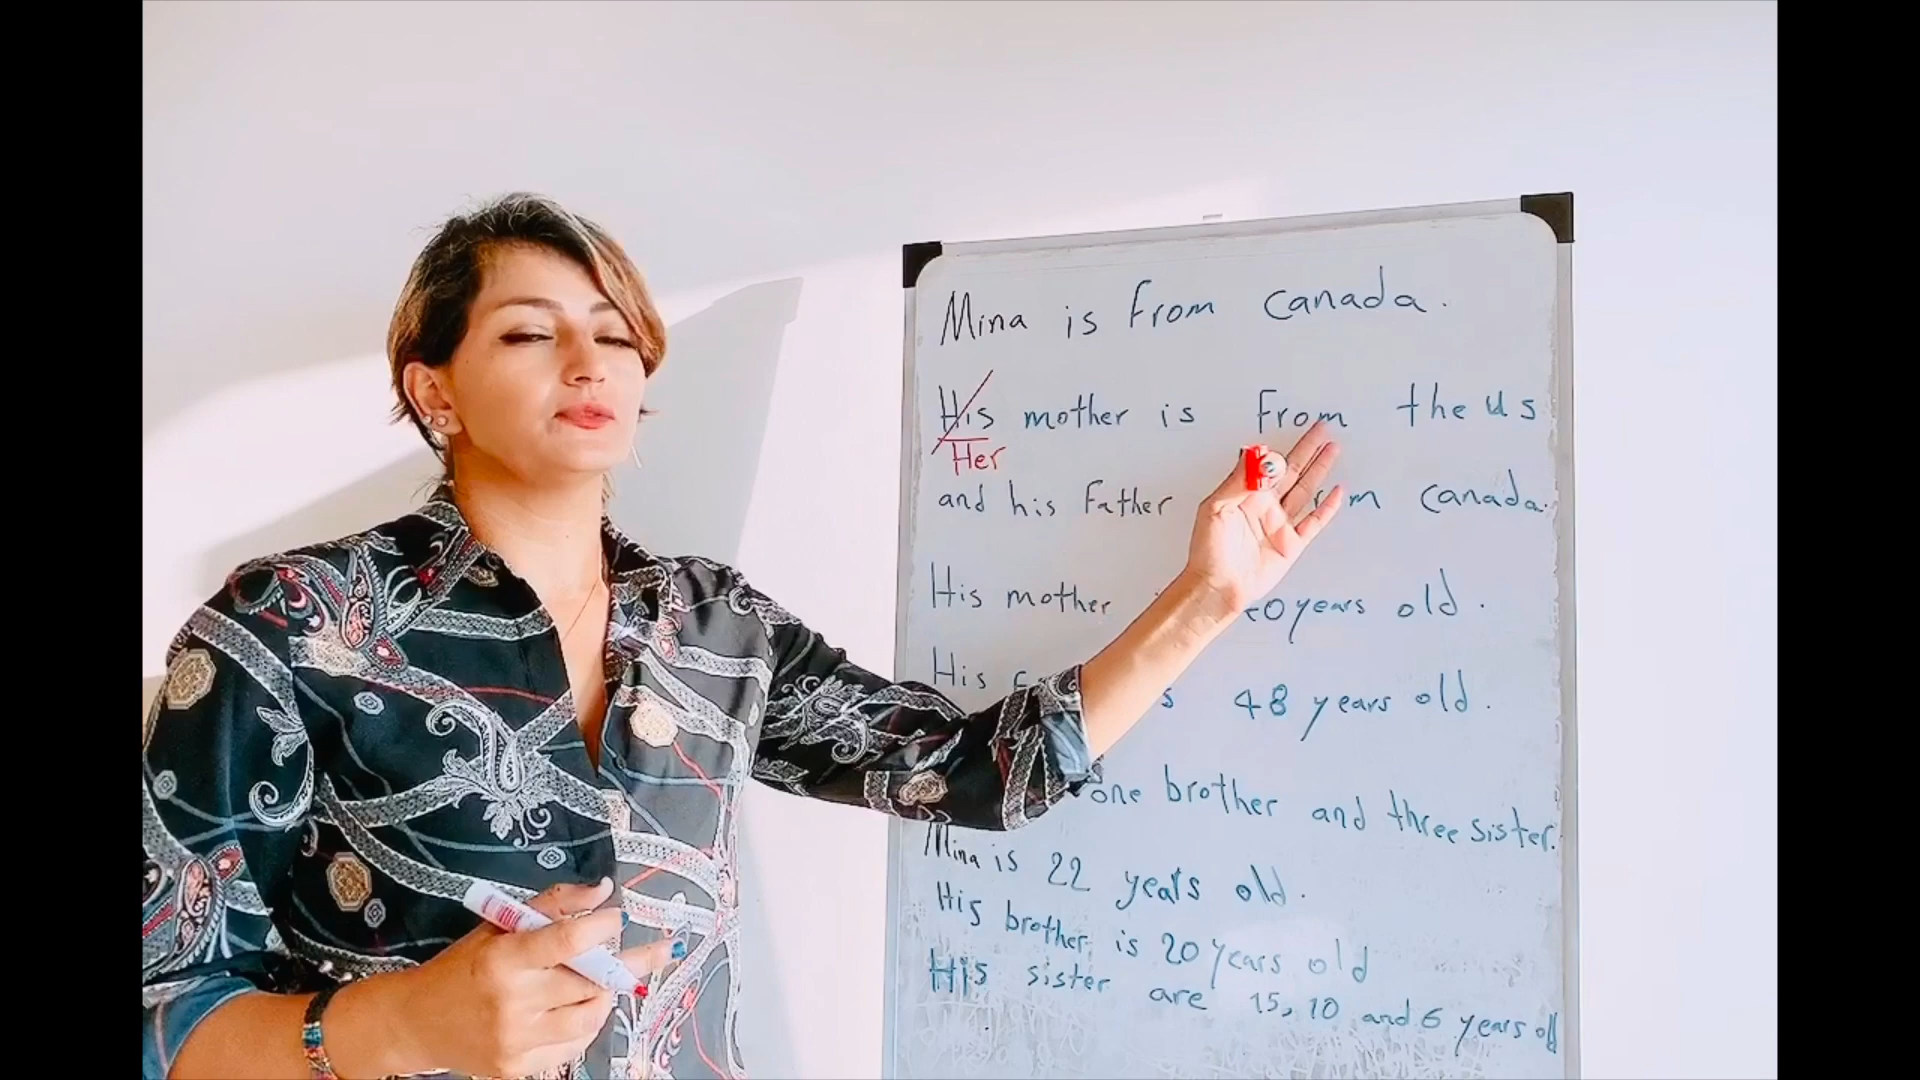 Mina is from canada.
His mother is from the us
Her
and his father canada.
His mother years old.
His 48 years old.
one brother and three sister.
Mina is 22 years old.
His brother is 20 years old
His sister are 15, 10 and 6 years old